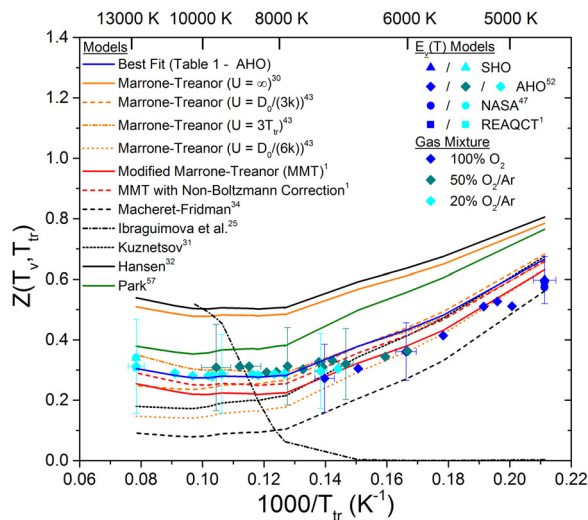 13000 K 10000 K 8000 K 6000 K 5000 K
1.4
1.2
1.0
0.8
0.6
0.4
0.2
0.0
Z(T_v, T_tr)
Models
Best Fit (Table 1 - AHO)
Marrone-Treanor (U = ∞)³⁰
Marrone-Treanor (U = D₀/(3k))⁴³
Marrone-Treanor (U = 3T_tr)⁴³
Marrone-Treanor (U = D₀/(6k))⁴³
Modified Marrone-Treanor (MMT)¹
MMT with Non-Boltzmann Correction¹
Macheret-Fridman³⁴
Ibraguimova et al.²⁵
Kuznetsov³¹
Hansen³²
Park⁵⁷
E_v(T) Models
/ SHO
/ / AHO⁵²
/ NASA⁴⁷
/ REAQCT¹
Gas Mixture
100% O₂
50% O₂/Ar
20% O₂/Ar
0.06 0.08 0.10 0.12 0.14 0.16 0.18 0.20 0.22
1000/T_tr (K⁻¹)